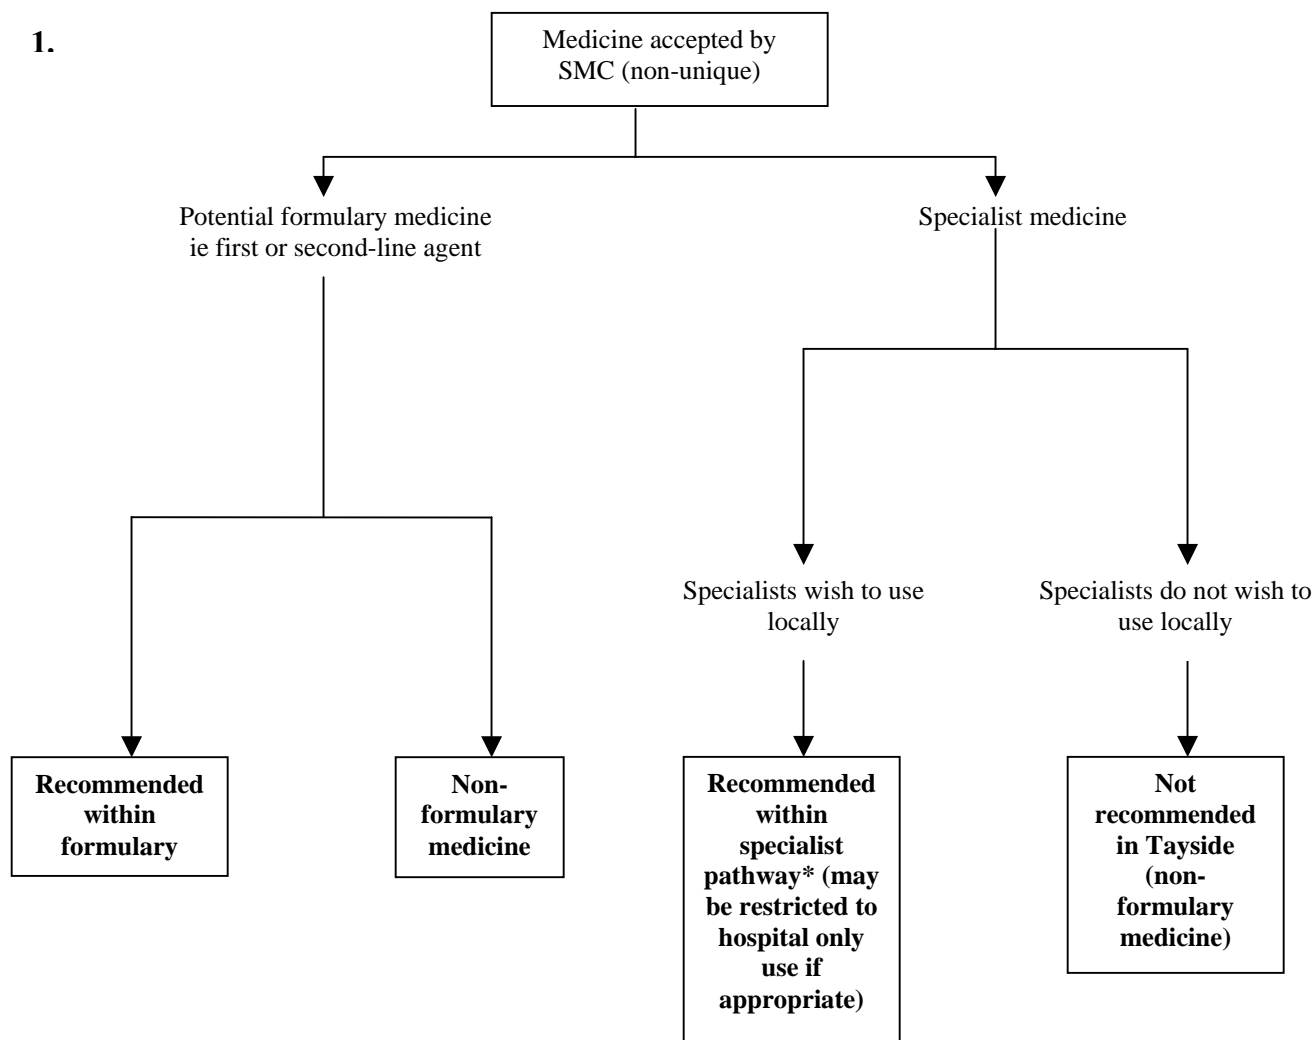 1.
Medicine accepted by
SMC (non-unique)
Potential formulary medicine
ie first or second-line agent
Specialist medicine
Specialists wish to use
locally
Specialists do not wish to
use locally
Recommended
within
formulary
Non-
formulary
medicine
Recommended
within
specialist
pathway* (may
be restricted to
hospital only
use if
appropriate)
Not
recommended
in Tayside
(non-
formulary
medicine)